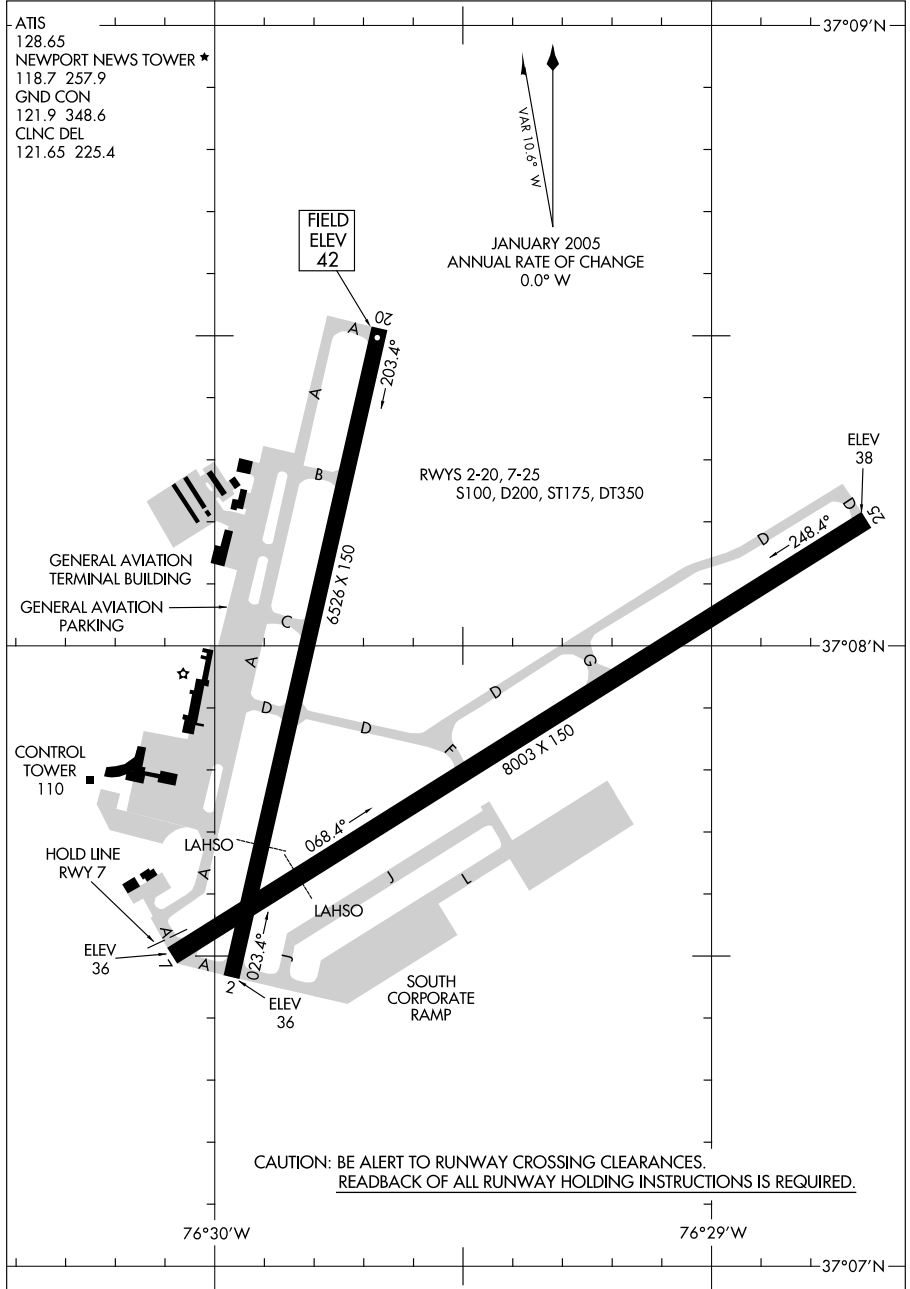 ATIS
128.65
NEWPORT NEWS TOWER
118.7 257.9
GND CON
121.9 348.6
CLNC DEL
121.65 225.4
37°09'N
VAR 10.6° W
JANUARY 2005
ANNUAL RATE OF CHANGE
0.0° W
FIELD
ELEV
42
20
A
203.4°
A
B
RWYS 2-20, 7-25
S100, D200, ST175, DT350
ELEV
38
D
25
D
248.4°
GENERAL AVIATION
TERMINAL BUILDING
GENERAL AVIATION
PARKING
6526 X 150
C
A
37°08'N
G
D
D
D
F
8003 X 150
CONTROL
TOWER
110
068.4°
LAHSO
HOLD LINE
RWY 7
A
J
L
LAHSO
A
ELEV
36
7
A
023.4°
J
2
ELEV
36
SOUTH
CORPORATE
RAMP
CAUTION: BE ALERT TO RUNWAY CROSSING CLEARANCES.
READBACK OF ALL RUNWAY HOLDING INSTRUCTIONS IS REQUIRED.
76°30'W
76°29'W
37°07'N